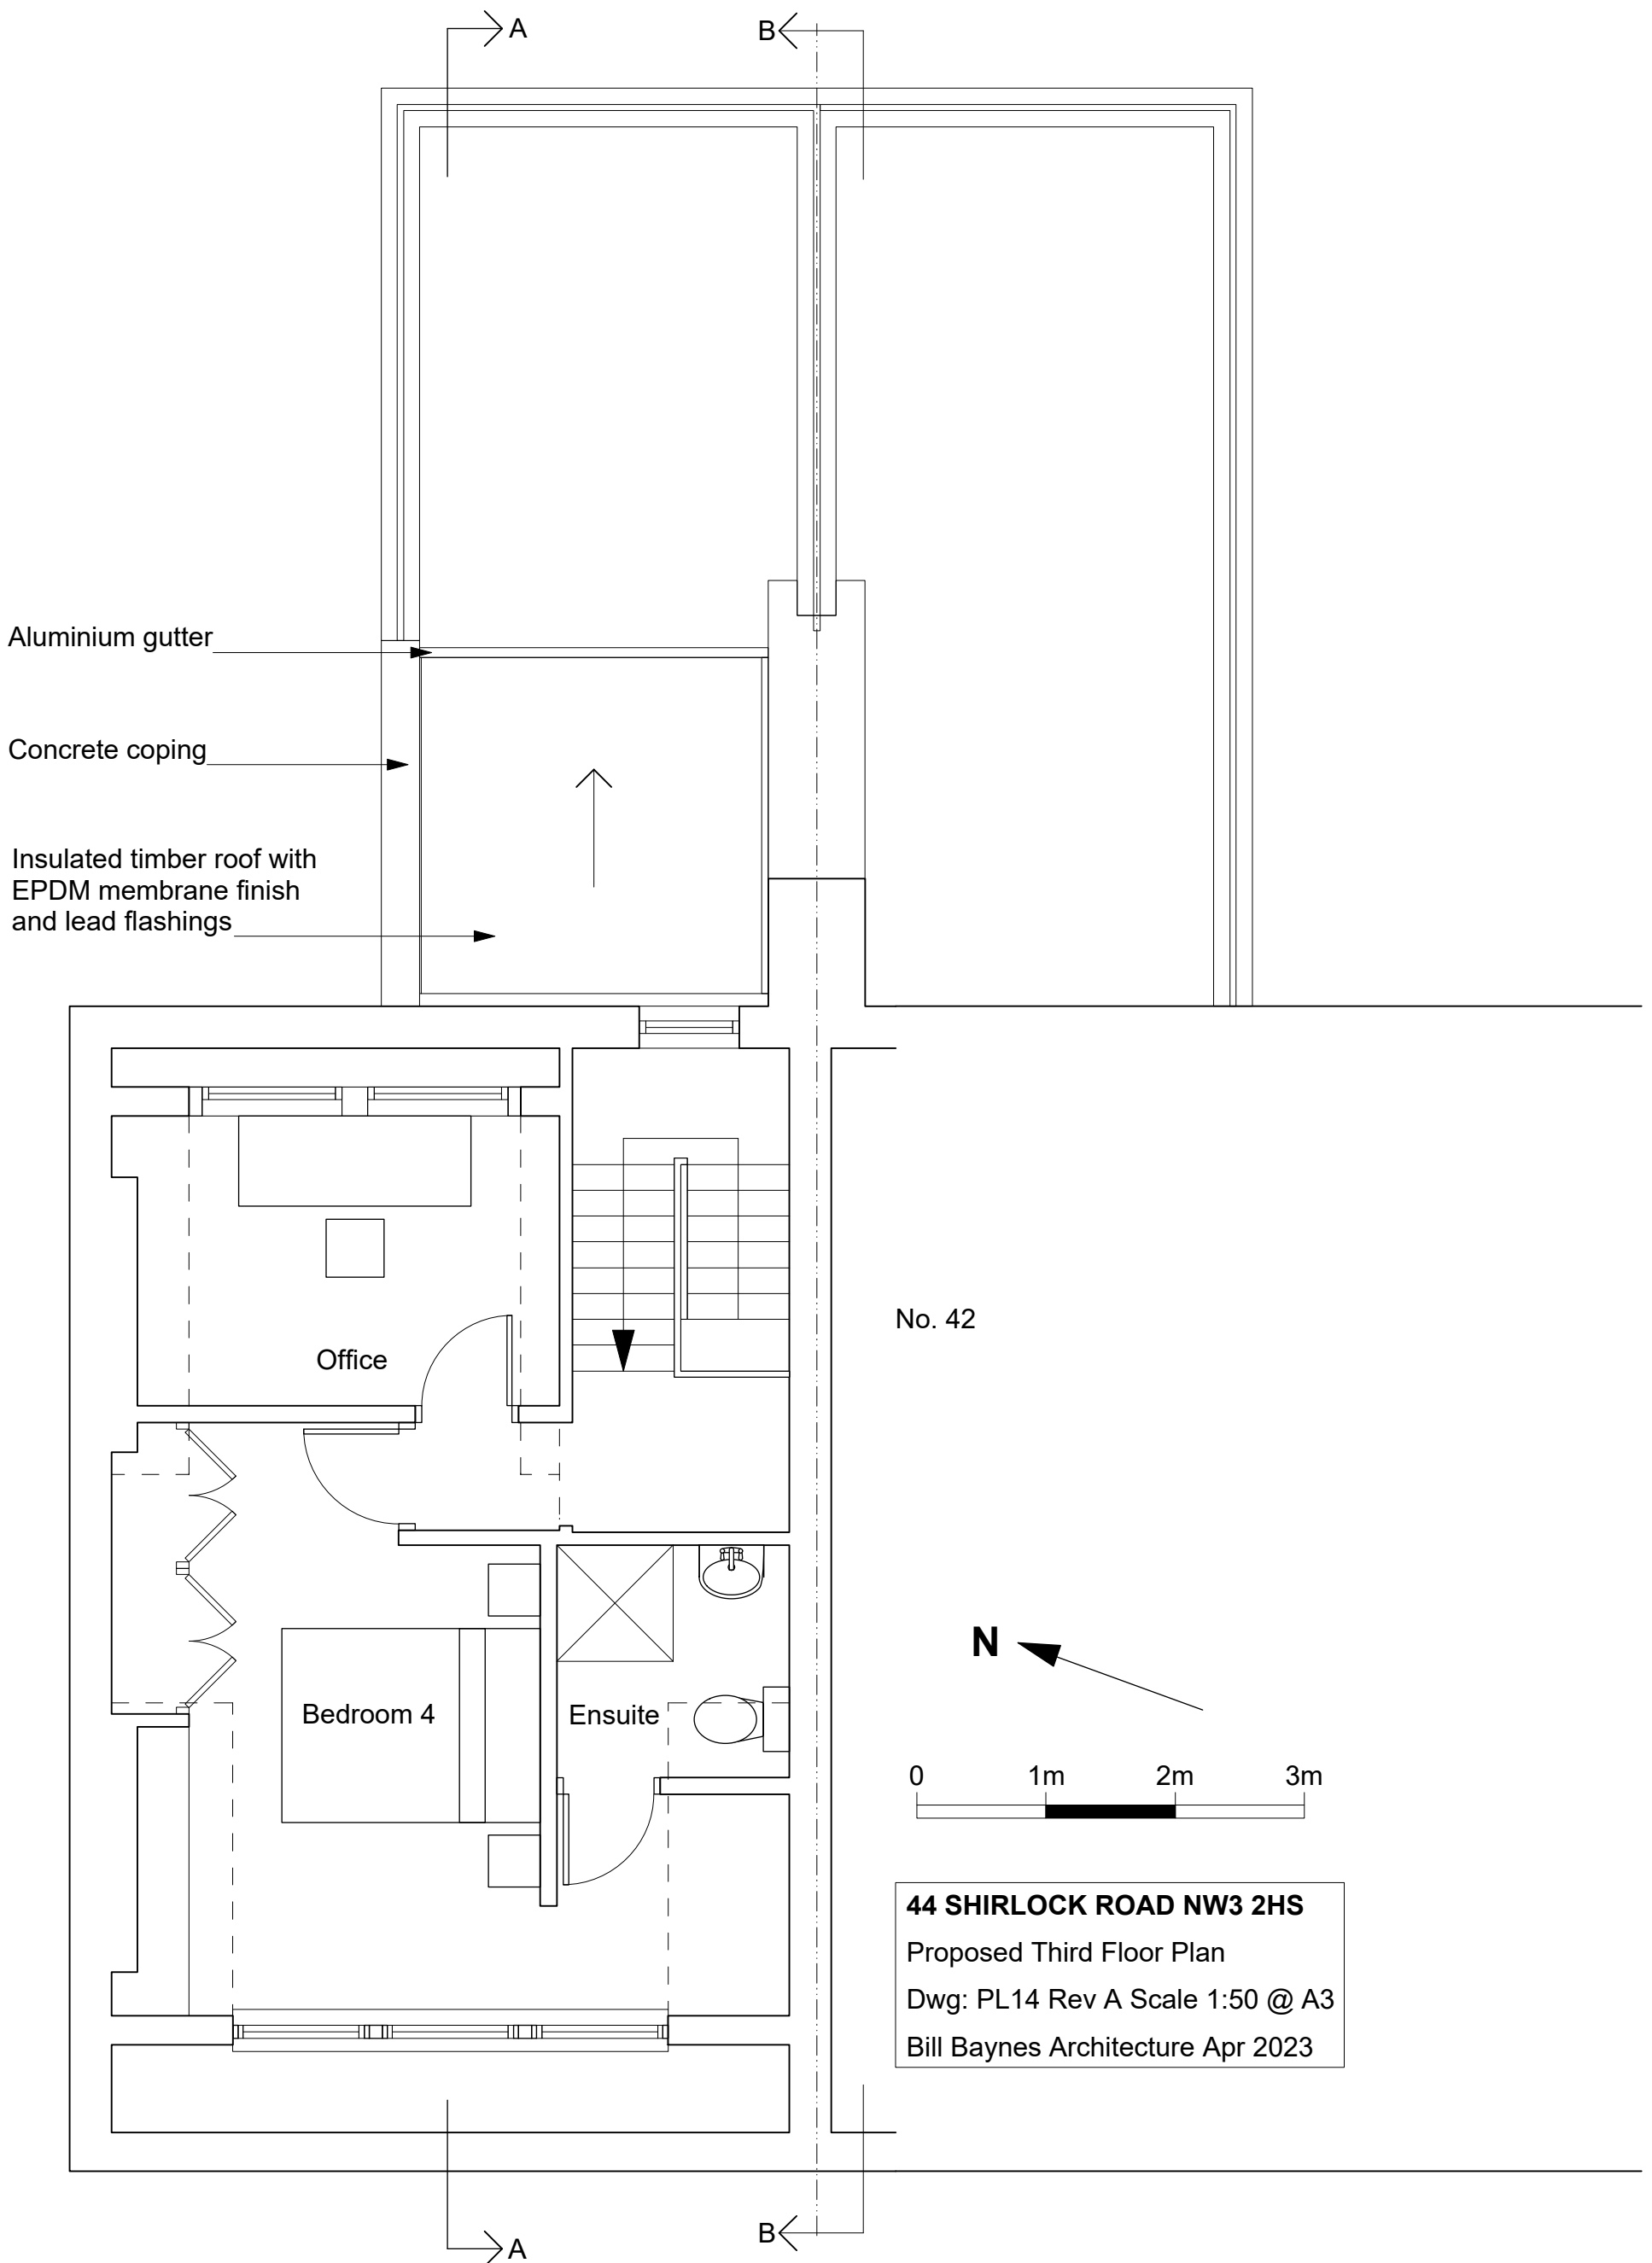 A
B
Aluminium gutter
Concrete coping
Insulated timber roof with
EPDM membrane finish
and lead flashings
No. 42
Office
N
Bedroom 4
Ensuite
0 1m 2m 3m
44 SHIRLOCK ROAD NW3 2HS
Proposed Third Floor Plan
Dwg: PL14 Rev A Scale 1:50 @ A3
Bill Baynes Architecture Apr 2023
B
A